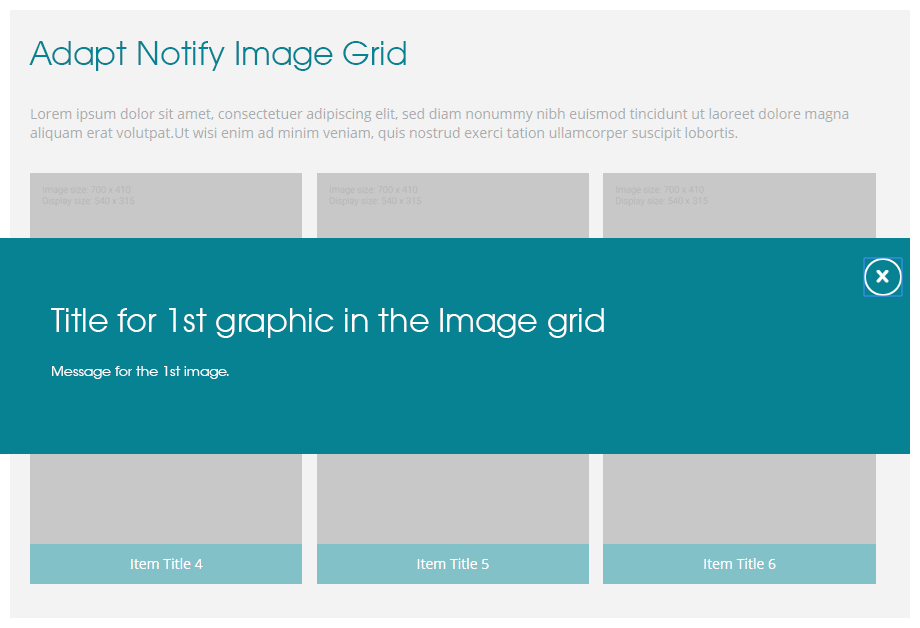 Adapt Notify Image Grid
Lorem ipsum dolor sit amet, consectetuer adipiscing elit, sed diam nonummy nibh euismod tincidunt ut laoreet dolore magna
aliquam erat volutpat.Ut wisi enim ad minim veniam, quis nostrud exerci tation ullamcorper suscipit lobortis.
Image size: 700 x 410
Display size: 540 x 315
Image size: 700 x 410
Display size: 540 x 315
Image size: 700 x 410
Display size: 540 x 315
Title for 1st graphic in the Image grid
Message for the 1st image.
Item Title 4
Item Title 5
Item Title 6